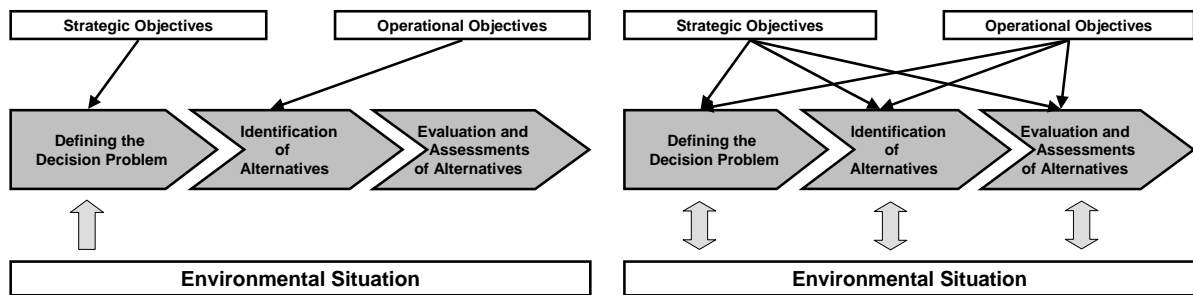 Strategic Objectives
Operational Objectives
Defining the
Decision Problem
Identification
of
Alternatives
Evaluation and
Assessments
of Alternatives
Environmental Situation
Strategic Objectives
Operational Objectives
Defining the
Decision Problem
Identification
of
Alternatives
Evaluation and
Assessments
of Alternatives
Environmental Situation